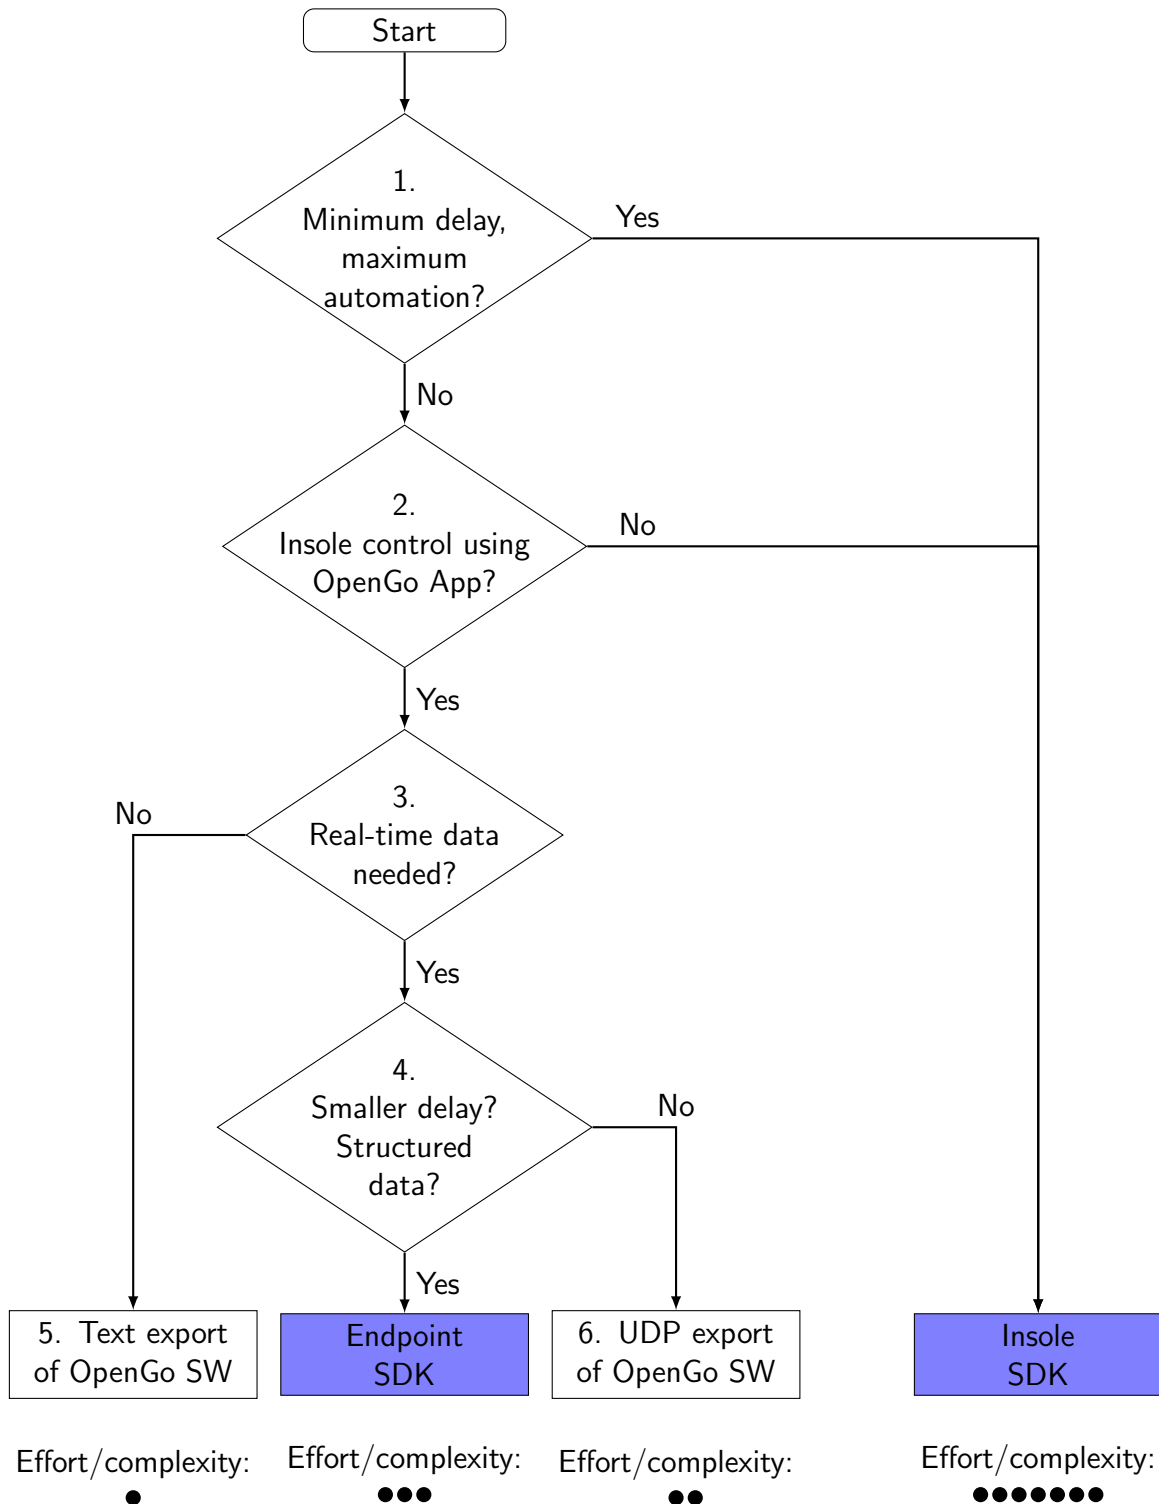 Start
1.
Minimum delay,
maximum
automation?
Yes
No
2.
Insole control using
OpenGo App?
No
Yes
3.
Real-time data
needed?
No
Yes
4.
Smaller delay?
Structured
data?
No
Yes
5. Text export
of OpenGo SW
Endpoint
SDK
6. UDP export
of OpenGo SW
Insole
SDK
Effort/complexity:
Effort/complexity:
Effort/complexity:
Effort/complexity: